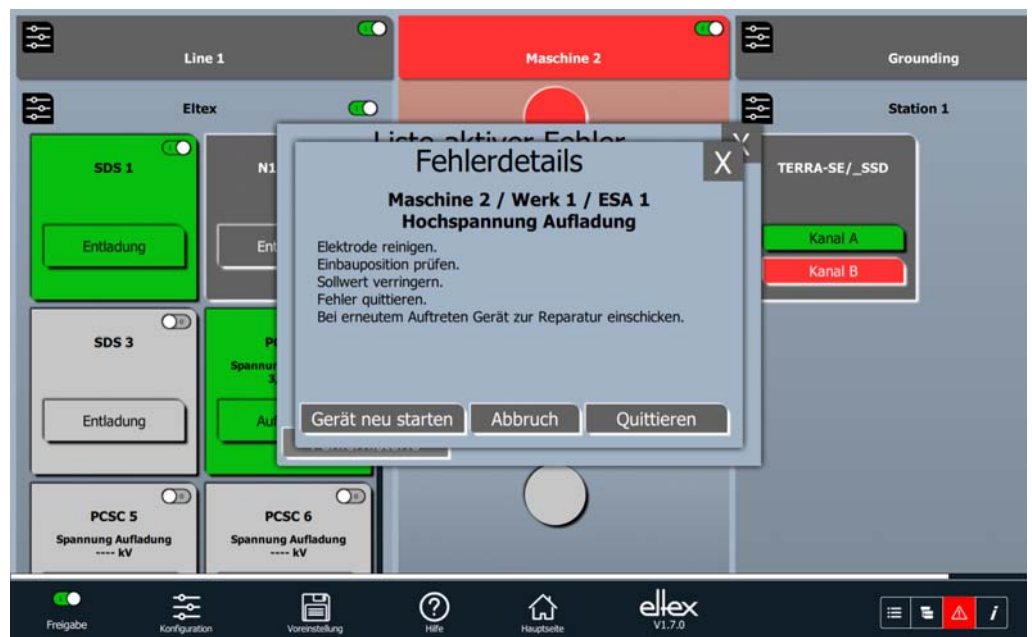 Line 1
Maschine 2
Grounding
Eltex
Station 1
Liste aktiver Fehler
X
Fehlerdetails
X
SDS 1
N1
TERRA-SE/_SSD
Maschine 2 / Werk 1 / ESA 1
Hochspannung Aufladung
Entladung
Ent
Elektrode reinigen.
Einbauposition prüfen.
Sollwert verringern.
Fehler quittieren.
Bei erneutem Auftreten Gerät zur Reparatur einschicken.
Kanal A
Kanal B
SDS 3
Entladung
Gerät neu starten
Abbruch
Quittieren
PCSC 5
PCSC 6
Spannung Aufladung
---- kV
Spannung Aufladung
---- kV
Freigabe
Konfiguration
Voreinstellung
Hilfe
Hauptseite
eltex
V1.7.0